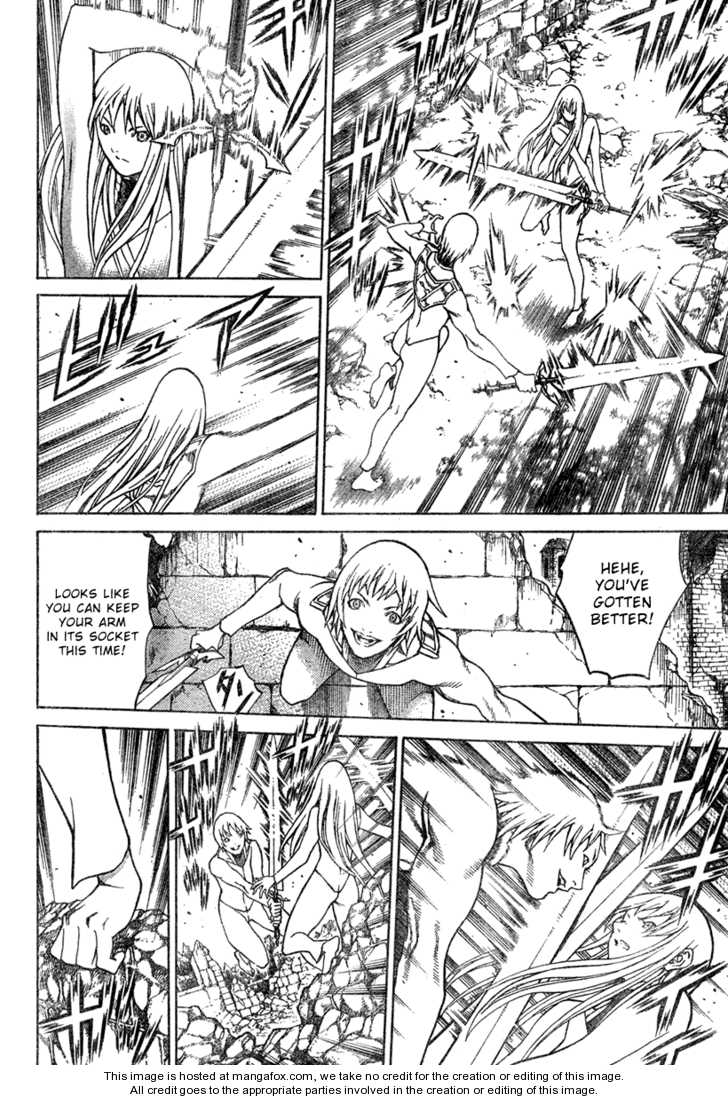 HEHE,
YOU'VE
GOTTEN
BETTER!
LOOKS LIKE
YOU CAN KEEP
YOUR ARM
IN ITS SOCKET
THIS TIME!
This image is hosted at mangafox.com, we take no credit for the creation or editing of this image.
All credit goes to the appropriate parties involved in the creation or editing of this image.